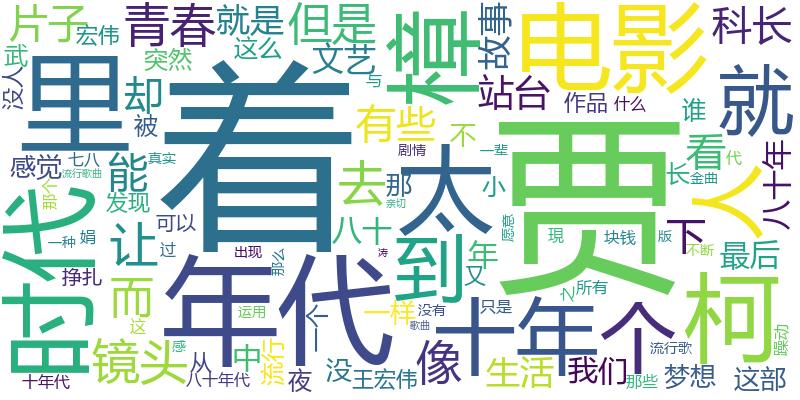 片子
宏伟
青春
就是
这么
但是
文艺
故事
樟
电影
科长
武
没人
里
突然
却
被
着
站台
作品
什么
谁
就
有些
与
不
剧情
一辈
贾
感觉
七八
流行歌曲
能
真实
发现
去
那
亲切
太
小
看
长
代
金曲
人
八十年
时代
那个
一种
娟
让
可以
过
八十
到
年
又
愿意
現
块钱
版
下
不断
最后
挣扎
而
这
年代
出现
那么
涛
运用
一个
一样
没有
歌曲
只是
之
所有
十年
个
柯
躁动
镜头
感
从
中
流行
十年代
八十年代
夜
没
王宏伟
像
生活
我们
流行歌
那些
梦想
这部